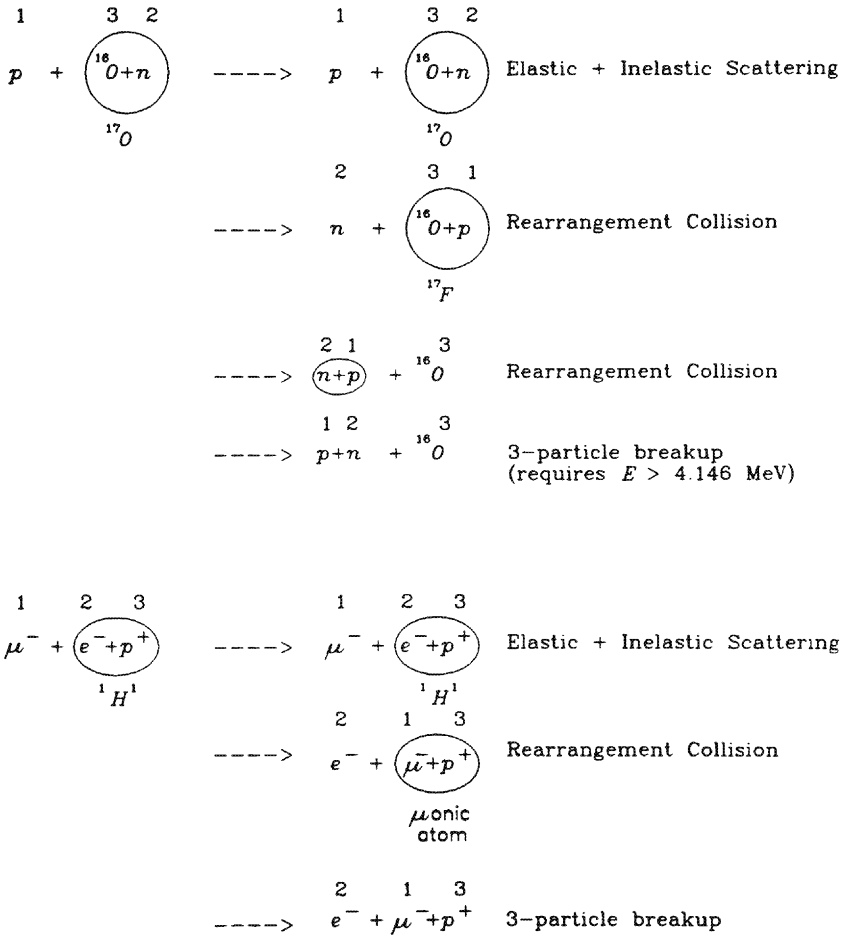 1 3 2 1 3 2
p + ¹⁶O+n ----> p + ¹⁶O+n Elastic + Inelastic Scattering
¹⁷O ¹⁷O
2 3 1
----> n + ¹⁶O+p Rearrangement Collision
¹⁷F
2 1 3
----> n+p + ¹⁶O Rearrangement Collision
1 2 3
----> p+n + ¹⁶O 3-particle breakup
(requires E > 4.146 MeV)
1 2 3 1 2 3
μ⁻ + e⁻+p⁺ ----> μ⁻ + e⁻+p⁺ Elastic + Inelastic Scattering
¹H¹ ¹H¹
2 1 3
----> e⁻ + μ⁻+p⁺ Rearrangement Collision
μonic
atom
2 1 3
----> e⁻ + μ⁻+p⁺ 3-particle breakup